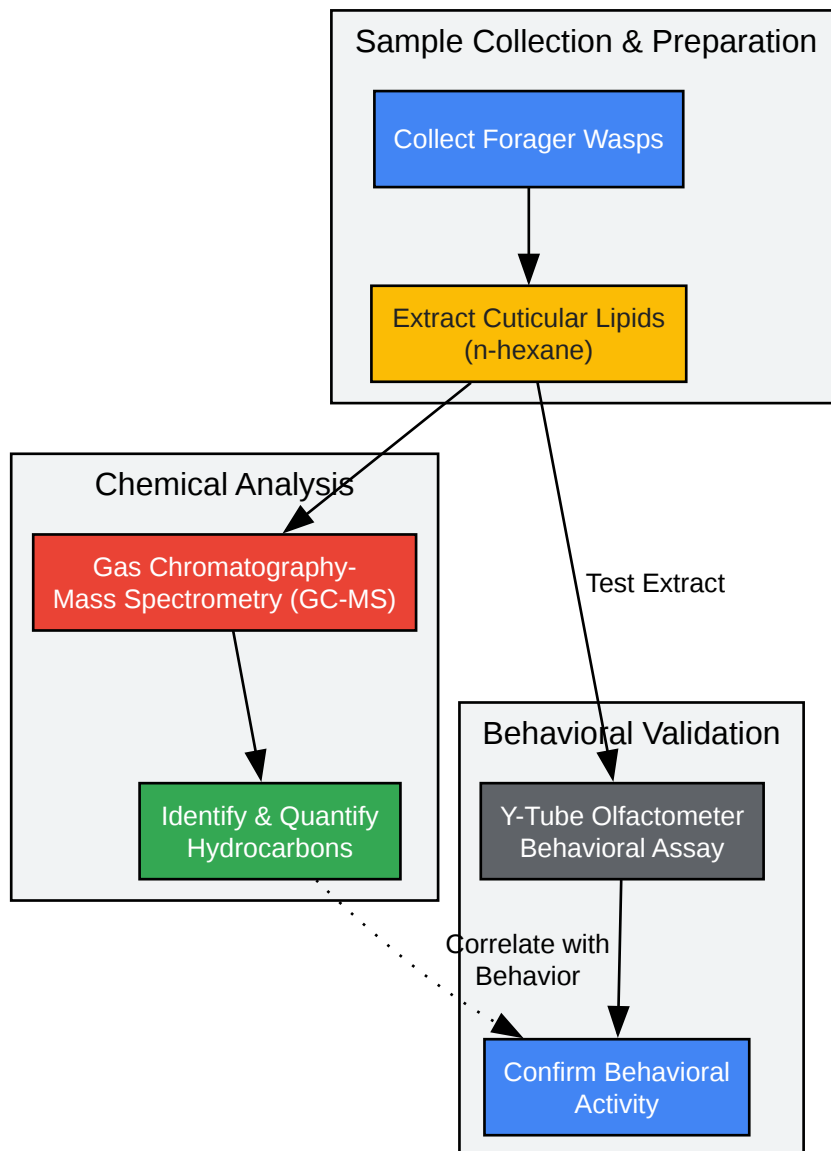 Sample Collection & Preparation
Collect Forager Wasps
Extract Cuticular Lipids
(n-hexane)
Chemical Analysis
Gas Chromatography-
Mass Spectrometry (GC-MS)
Test Extract
Behavioral Validation
Identify & Quantify
Hydrocarbons
Y-Tube Olfactometer
Behavioral Assay
Correlate with
Behavior
Confirm Behavioral
Activity